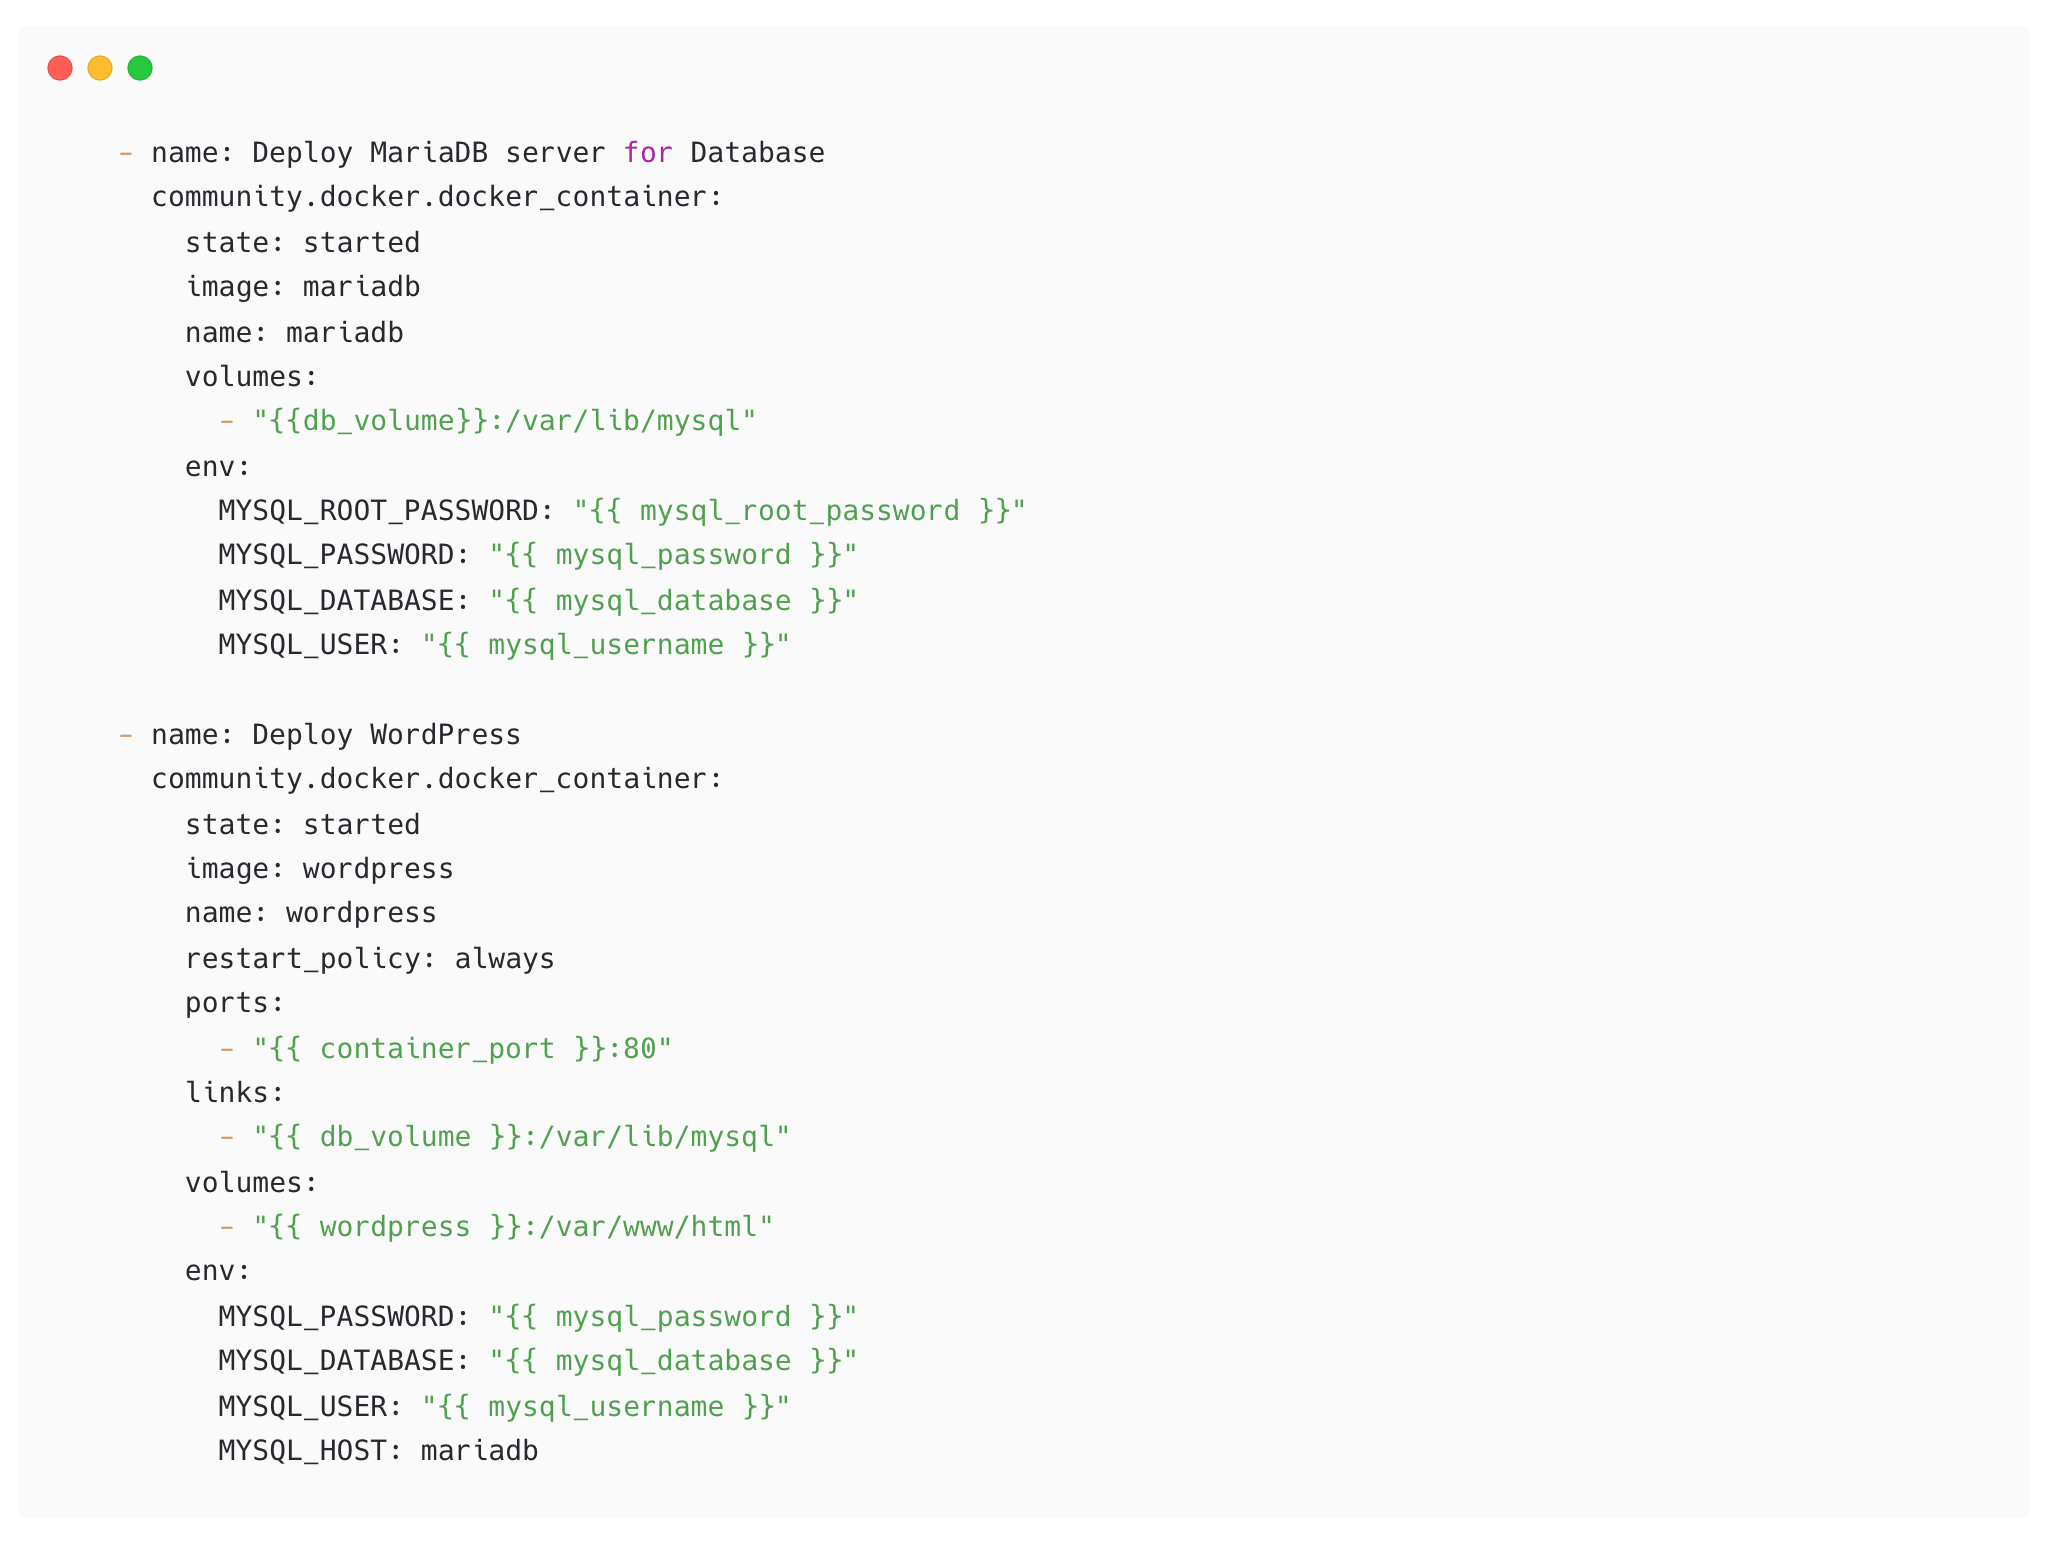 - name: Deploy MariaDB server for Database
  community.docker.docker_container:
    state: started
    image: mariadb
    name: mariadb
    volumes:
      - "{{db_volume}}:/var/lib/mysql"
    env:
      MYSQL_ROOT_PASSWORD: "{{ mysql_root_password }}"
      MYSQL_PASSWORD: "{{ mysql_password }}"
      MYSQL_DATABASE: "{{ mysql_database }}"
      MYSQL_USER: "{{ mysql_username }}"

- name: Deploy WordPress
  community.docker.docker_container:
    state: started
    image: wordpress
    name: wordpress
    restart_policy: always
    ports:
      - "{{ container_port }}:80"
    links:
      - "{{ db_volume }}:/var/lib/mysql"
    volumes:
      - "{{ wordpress }}:/var/www/html"
    env:
      MYSQL_PASSWORD: "{{ mysql_password }}"
      MYSQL_DATABASE: "{{ mysql_database }}"
      MYSQL_USER: "{{ mysql_username }}"
      MYSQL_HOST: mariadb